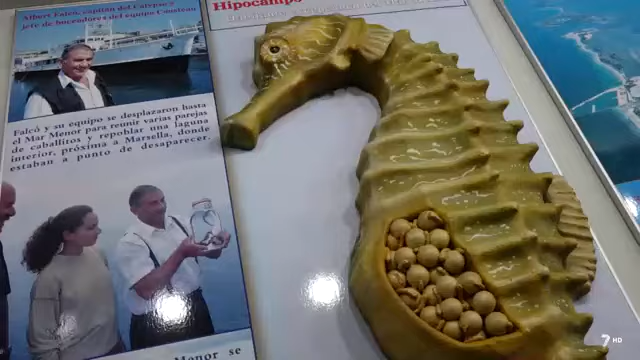 Albert Falcó, capitán del Calypso y
jefe de buceadores del equipo Cousteau
Falcó y su equipo se desplazaron hasta
el Mar Menor para reunir varias parejas
de caballitos y repoblar una laguna
interior, próxima a Marsella, donde
estaban a punto de desaparecer.
Menor se
Hipocamp
7 HD